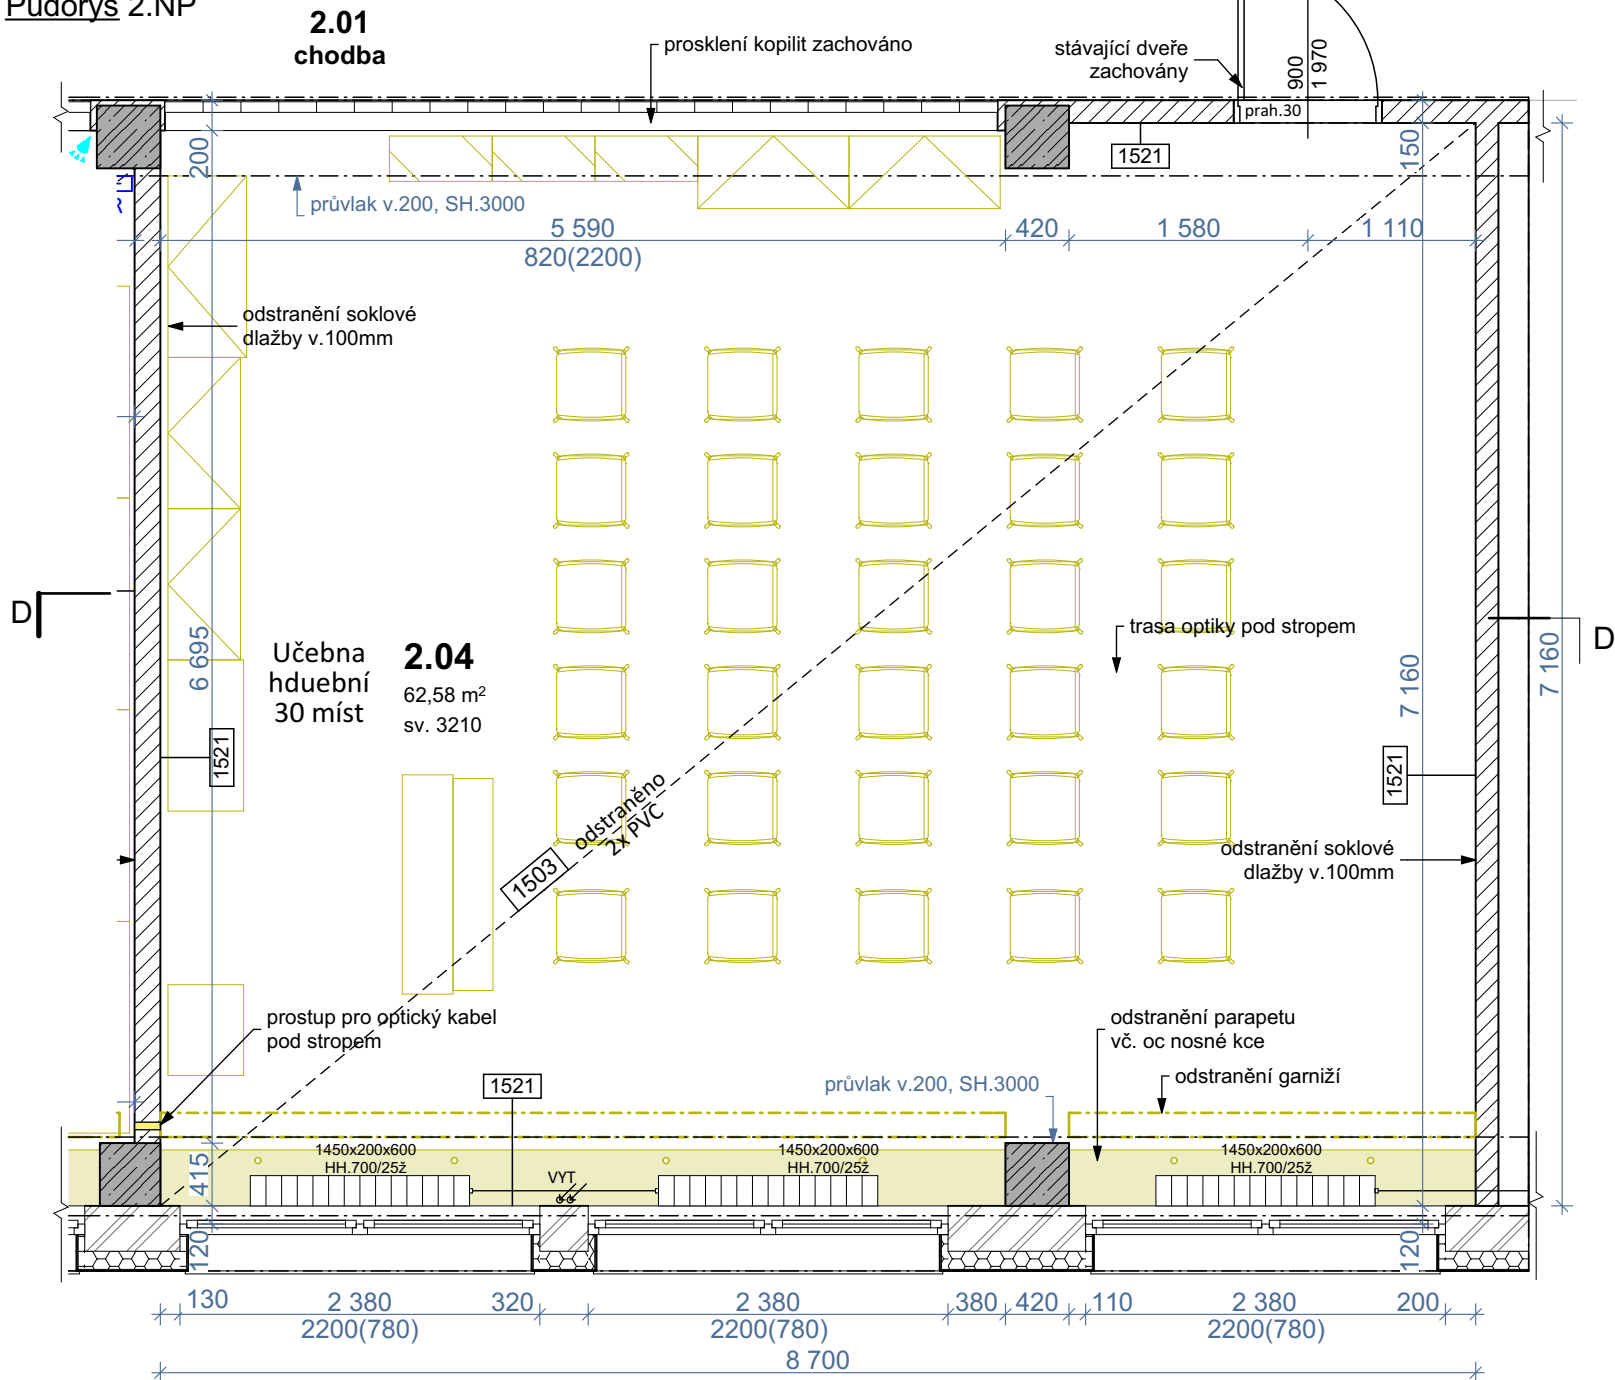 Půdorys 2.NP
2.01
chodba
prosklení kopilit zachováno
stávající dveře
zachovány
900
1 970
prah.30
1521
200
150
průvlak v.200, SH.3000
5 590
420
1 580
1 110
820(2200)
odstranění soklové
dlažby v.100mm
D
D
trasa optiky pod stropem
Učebna
hduební
30 míst
2.04
62,58 m²
sv. 3210
6 695
7 160
7 160
1521
1521
odstraněno
2x PVC
1503
odstranění soklové
dlažby v.100mm
prostup pro optický kabel
pod stropem
odstranění parapetu
vč. oc nosné kce
1521
průvlak v.200, SH.3000
odstranění garniží
415
1450x200x600
HH.700/25ž
VYT
1450x200x600
HH.700/25ž
1450x200x600
HH.700/25ž
120
120
130
2 380
320
2 380
380
420
110
2 380
200
2200(780)
2200(780)
2200(780)
8 700